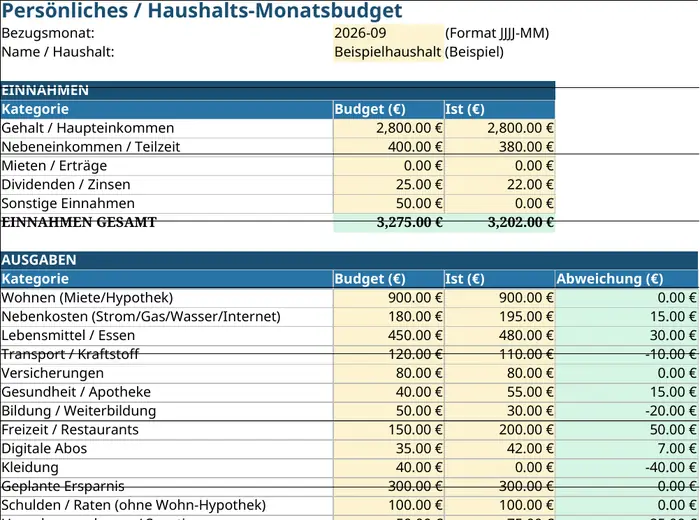 Persönliches / Haushalts-Monatsbudget
Bezugsmonat: 2026-09 (Format JJJJ-MM)
Name / Haushalt: Beispielhaushalt (Beispiel)
EINNAHMEN
Kategorie Budget (€) Ist (€)
Gehalt / Haupteinkommen 2,800.00 € 2,800.00 €
Nebeneinkommen / Teilzeit 400.00 € 380.00 €
Mieten / Erträge 0.00 € 0.00 €
Dividenden / Zinsen 25.00 € 22.00 €
Sonstige Einnahmen 50.00 € 0.00 €
EINNAHMEN GESAMT 3,275.00 € 3,202.00 €
AUSGABEN
Kategorie Budget (€) Ist (€) Abweichung (€)
Wohnen (Miete/Hypothek) 900.00 € 900.00 € 0.00 €
Nebenkosten (Strom/Gas/Wasser/Internet) 180.00 € 195.00 € 15.00 €
Lebensmittel / Essen 450.00 € 480.00 € 30.00 €
Transport / Kraftstoff 120.00 € 110.00 € -10.00 €
Versicherungen 80.00 € 80.00 € 0.00 €
Gesundheit / Apotheke 40.00 € 55.00 € 15.00 €
Bildung / Weiterbildung 50.00 € 30.00 € -20.00 €
Freizeit / Restaurants 150.00 € 200.00 € 50.00 €
Digitale Abos 35.00 € 42.00 € 7.00 €
Kleidung 40.00 € 0.00 € -40.00 €
Geplante Ersparnis 300.00 € 300.00 € 0.00 €
Schulden / Raten (ohne Wohn-Hypothek) 100.00 € 100.00 € 0.00 €